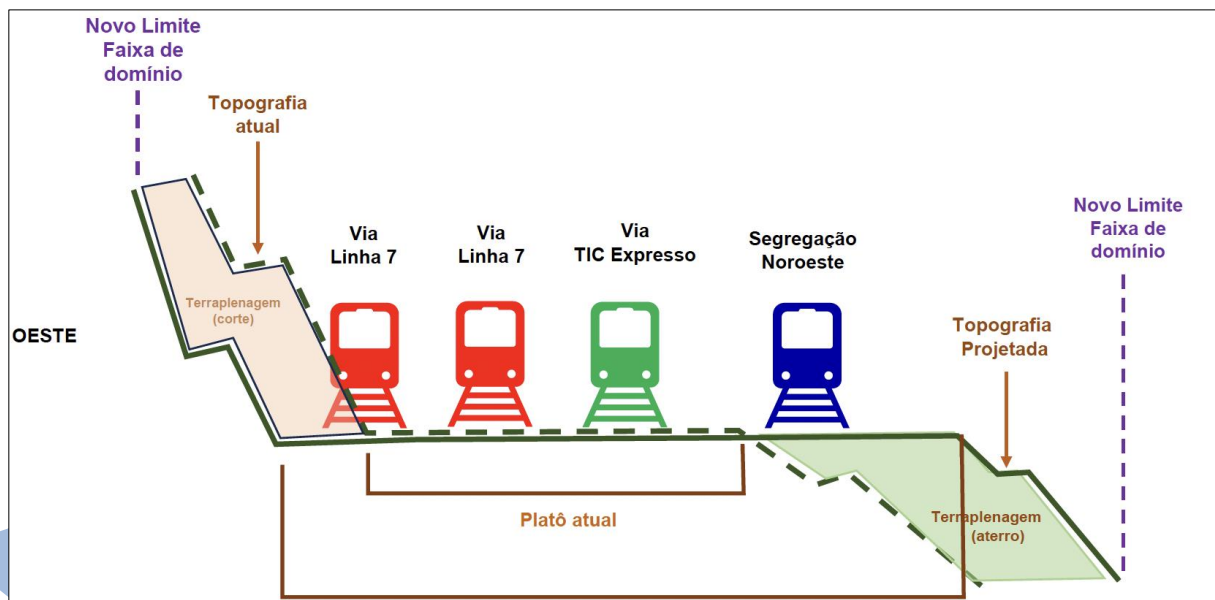 Novo Limite
Faixa de
domínio
Topografia
atual
Via
Linha 7
Via
Linha 7
Via
TIC Expresso
Segregação
Noroeste
Novo Limite
Faixa de
domínio
Terraplenagem
(corte)
OESTE
Topografia
Projetada
Platô atual
Terraplenagem
(aterro)